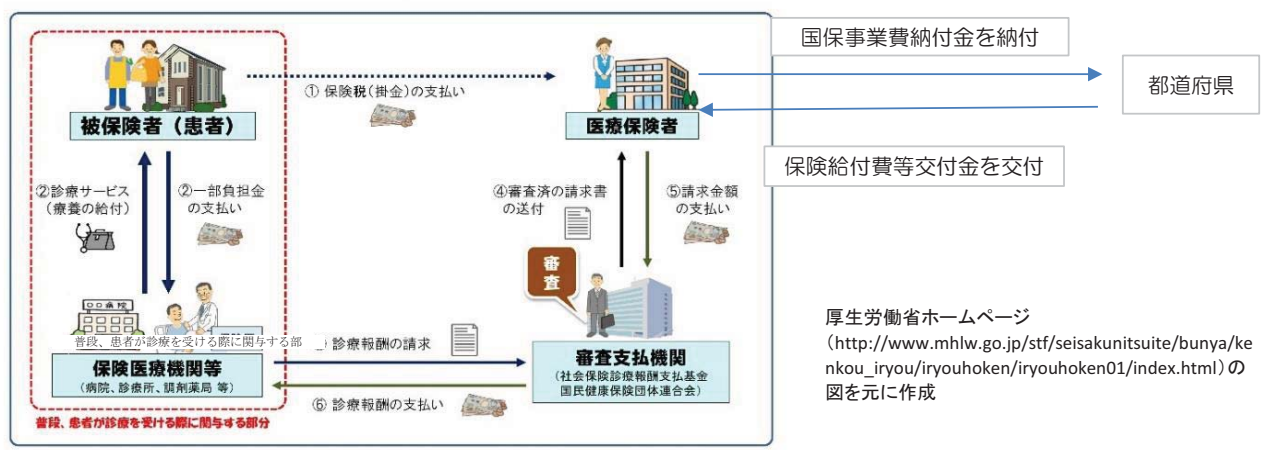 国保事業費納付金を納付
都道府県
保険給付費等交付金を交付
① 保険税(掛金)の支払い
被保険者(患者)
医療保険者
②診療サービス
(療養の給付)
②一部負担金
の支払い
④審査済の請求書
の送付
⑤請求金額
の支払い
審
査
病院
普段、患者が診療を受ける際に関与する部
診療報酬の請求
保険医療機関等
(病院、診療所、調剤薬局 等)
審査支払機関
(社会保険診療報酬支払基金
国民健康保険団体連合会)
⑥ 診療報酬の支払い
普段、患者が診療を受ける際に関与する部分
厚生労働省ホームページ
(http://www.mhlw.go.jp/stf/seisakunitsuite/bunya/ke
nkou_iryou/iryouhoken/iryouhoken01/index.html)の
図を元に作成